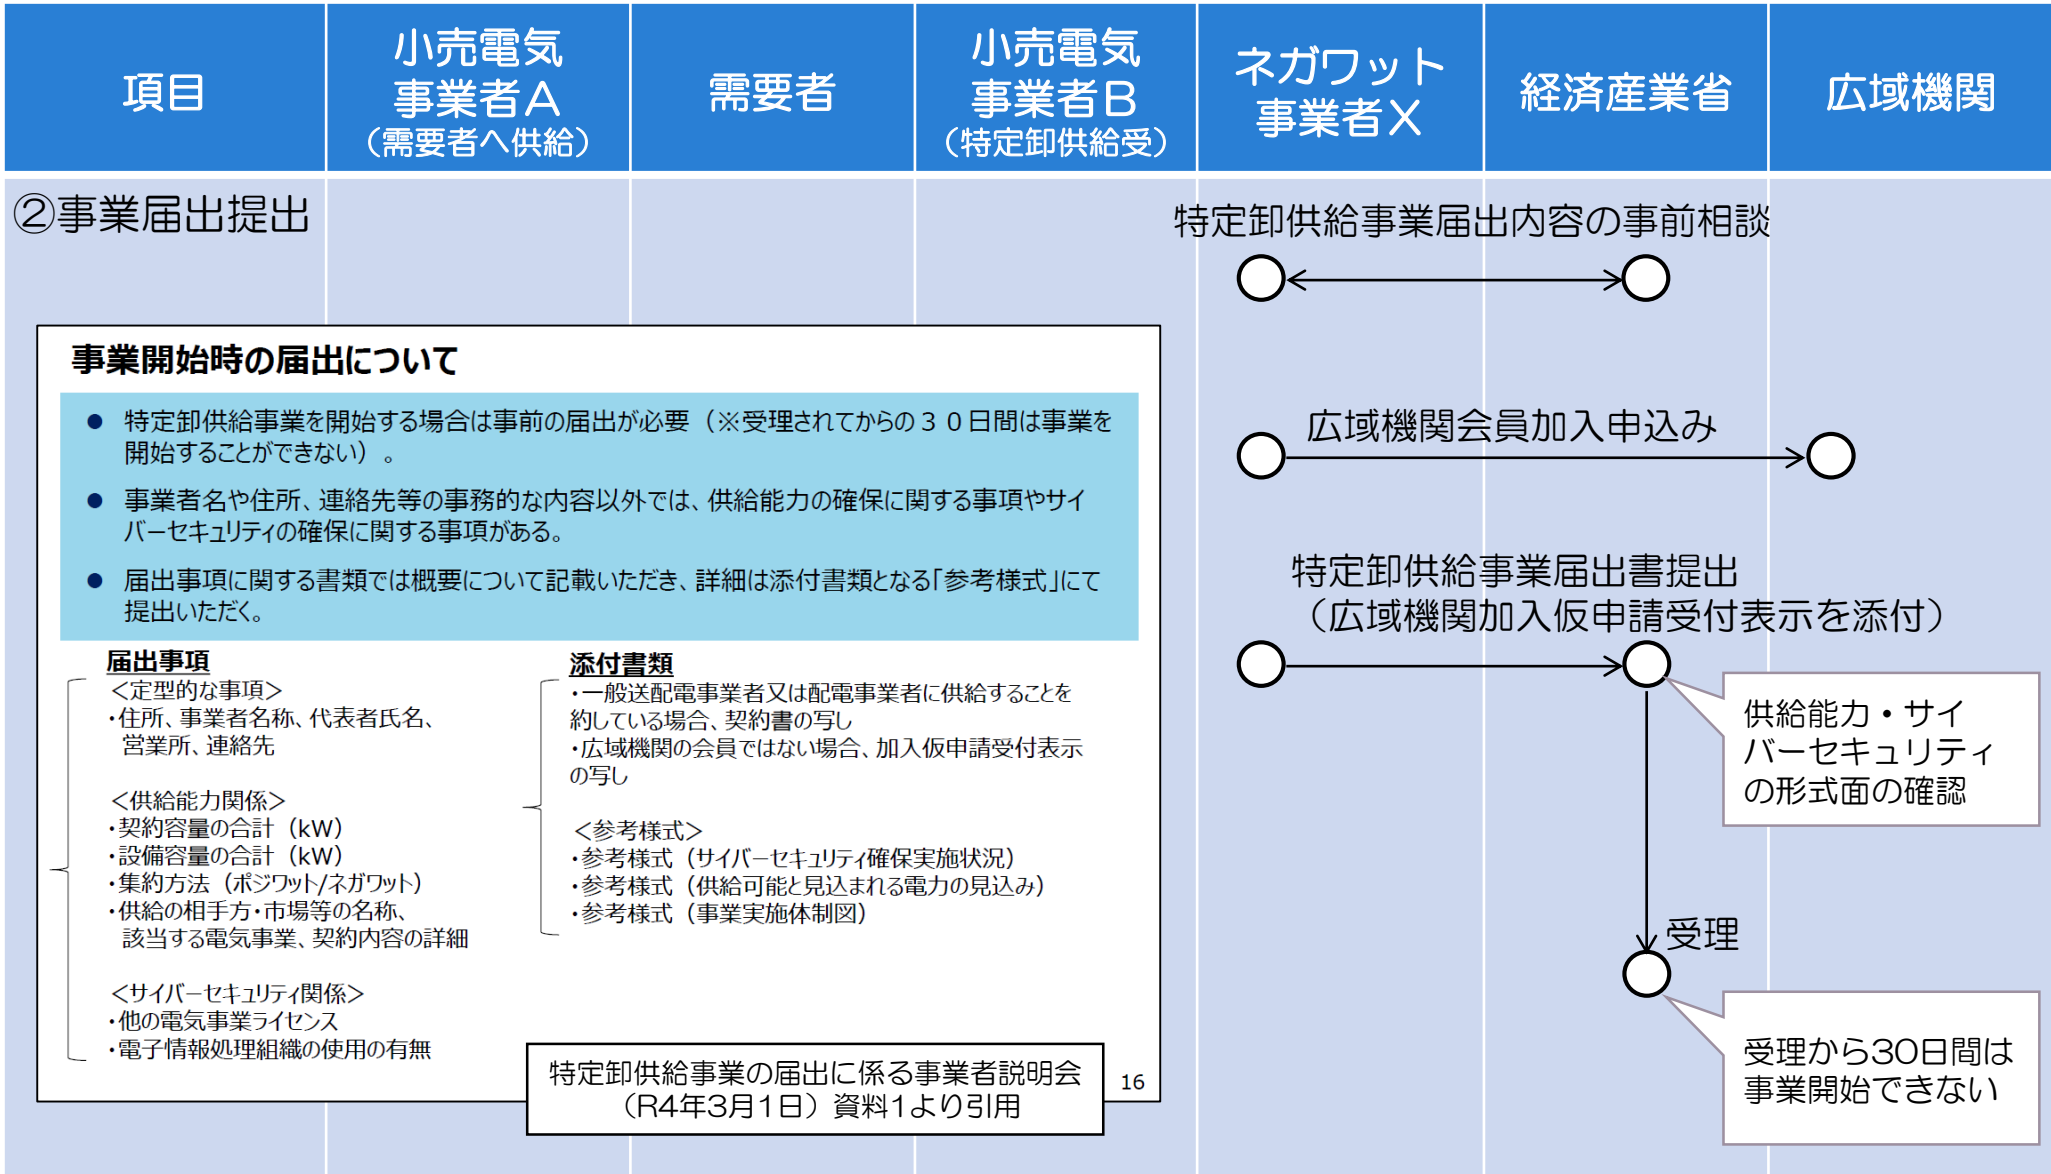 項目
小売電気
事業者A
（需要者へ供給）
需要者
小売電気
事業者B
（特定卸供給受）
ネガワット
事業者X
経済産業省
広域機関
②事業届出提出
特定卸供給事業届出内容の事前相談
広域機関会員加入申込み
特定卸供給事業届出書提出
（広域機関加入仮申請受付表示を添付）
供給能力・サイ
バーセキュリティ
の形式面の確認
受理
受理から30日間は
事業開始できない
事業開始時の届出について
● 特定卸供給事業を開始する場合は事前の届出が必要（※受理されてからの３０日間は事業を
開始することができない）。
● 事業者名や住所、連絡先等の事務的な内容以外では、供給能力の確保に関する事項やサイ
バーセキュリティの確保に関する事項がある。
● 届出事項に関する書類では概要について記載いただき、詳細は添付書類となる「参考様式」にて
提出いただく。
届出事項
＜定型的な事項＞
・住所、事業者名称、代表者氏名、
営業所、連絡先
＜供給能力関係＞
・契約容量の合計（kW）
・設備容量の合計（kW）
・集約方法（ポジワット/ネガワット）
・供給の相手方・市場等の名称、
該当する電気事業、契約内容の詳細
＜サイバーセキュリティ関係＞
・他の電気事業ライセンス
・電子情報処理組織の使用の有無
添付書類
・一般送配電事業者又は配電事業者に供給することを
約している場合、契約書の写し
・広域機関の会員ではない場合、加入仮申請受付表示
の写し
＜参考様式＞
・参考様式（サイバーセキュリティ確保実施状況）
・参考様式（供給可能と見込まれる電力の見込み）
・参考様式（事業実施体制図）
特定卸供給事業の届出に係る事業者説明会
（R4年3月1日）資料1より引用
16